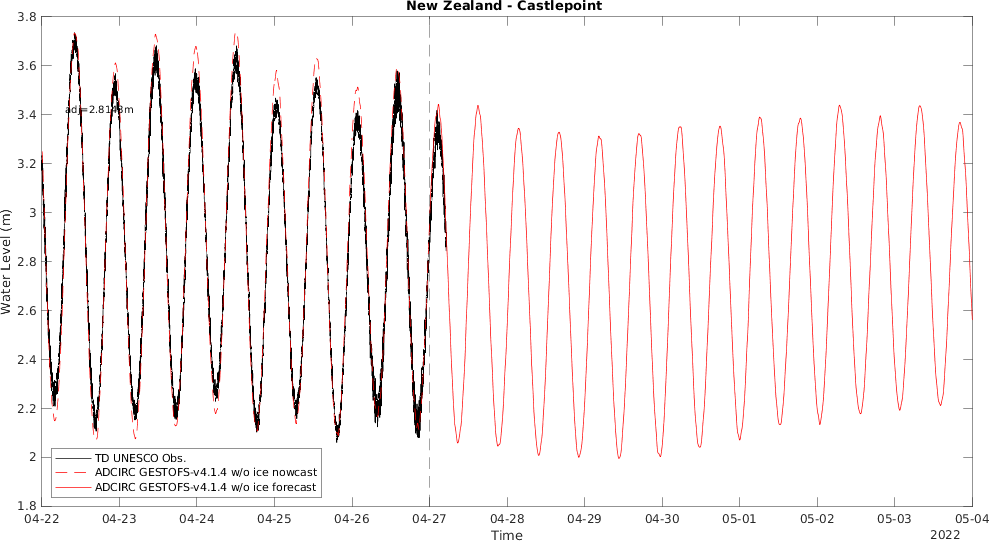 New Zealand - Castlepoint
3.8
3.6
3.4
3.2
3
2.8
2.6
2.4
2.2
2
1.8
Water Level (m)
adj=2.8143m
TD UNESCO Obs.
ADCIRC GESTOFS-v4.1.4 w/o ice nowcast
ADCIRC GESTOFS-v4.1.4 w/o ice forecast
04-22 04-23 04-24 04-25 04-26 04-27 04-28 04-29 04-30 05-01 05-02 05-03 05-04
Time
2022